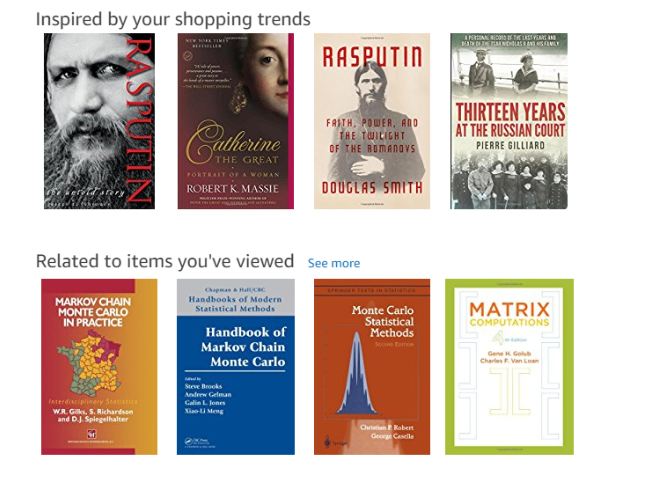 Inspired by your shopping trends
RASPUTIN
the untold story
NEW YORK TIMES
BESTSELLER
Catherine
THE GREAT
PORTRAIT OF A WOMAN
ROBERT K. MASSIE
RASPUTIN
FAITH, POWER, AND
THE TWILIGHT
OF THE ROMANOVS
DOUGLAS SMITH
A PERSONAL RECORD OF THE LAST YEARS AND
DEATH OF THE TSAR NICHOLAS II AND HIS FAMILY
THIRTEEN YEARS
AT THE RUSSIAN COURT
PIERRE GILLIARD
Related to items you've viewed See more
MARKOV CHAIN
MONTE CARLO
IN PRACTICE
Interdisciplinary Statistics
W.R. Gilks, S. Richardson
and D.J. Spiegelhalter
Chapman & Hall/CRC
Handbooks of Modern
Statistical Methods
Handbook of
Markov Chain
Monte Carlo
Edited by
Steve Brooks
Andrew Gelman
Galin L. Jones
Xiao-Li Meng
CRC Press
SPRINGER TEXTS IN STATISTICS
Monte Carlo
Statistical
Methods
SECOND EDITION
Christian P. Robert
George Casella
Springer
MATRIX
COMPUTATIONS
4th Edition
Gene H. Golub
Charles F. Van Loan